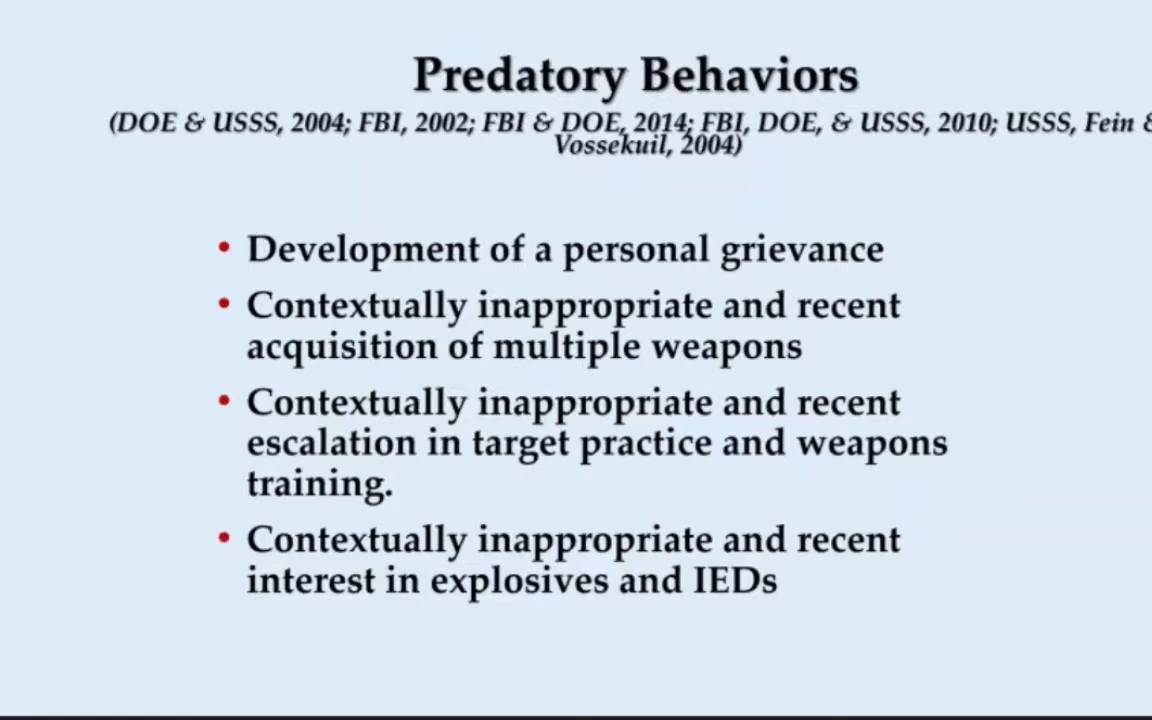 Predatory Behaviors
(DOE & USSS, 2004; FBI, 2002; FBI & DOE, 2014; FBI, DOE, & USSS, 2010; USSS, Fein &
Vossekuil, 2004)
• Development of a personal grievance
• Contextually inappropriate and recent
acquisition of multiple weapons
• Contextually inappropriate and recent
escalation in target practice and weapons
training.
• Contextually inappropriate and recent
interest in explosives and IEDs